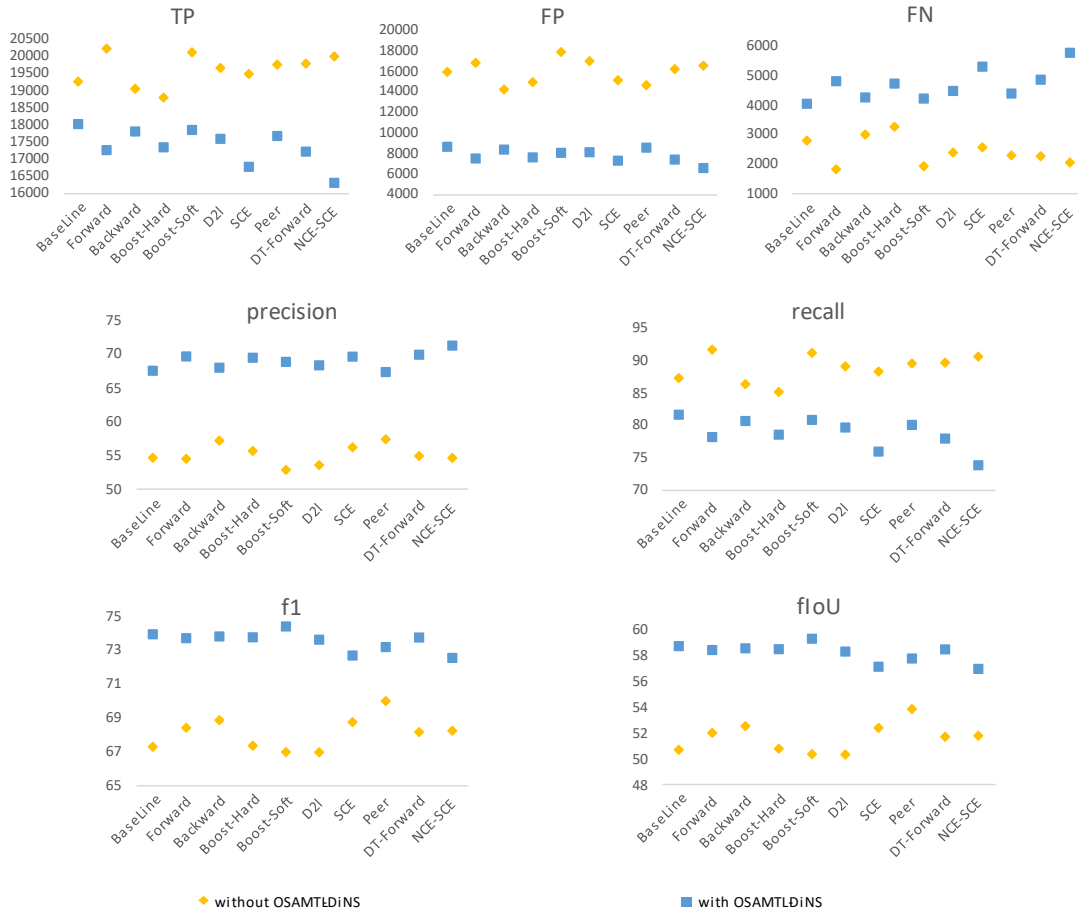 TP
20500
20000
19500
19000
18500
18000
17500
17000
16500
16000
BaseLine
Forward
Backward
Boost-Hard
Boost-Soft
D2l
SCE
Peer
DT-Forward
NCE-SCE
FP
20000
18000
16000
14000
12000
10000
8000
6000
4000
BaseLine
Forward
Backward
Boost-Hard
Boost-Soft
D2l
SCE
Peer
DT-Forward
NCE-SCE
FN
6000
5000
4000
3000
2000
1000
BaseLine
Forward
Backward
Boost-Hard
Boost-Soft
D2l
SCE
Peer
DT-Forward
NCE-SCE
precision
75
70
65
60
55
50
BaseLine
Forward
Backward
Boost-Hard
Boost-Soft
D2l
SCE
Peer
DT-Forward
NCE-SCE
recall
95
90
85
80
75
70
BaseLine
Forward
Backward
Boost-Hard
Boost-Soft
D2l
SCE
Peer
DT-Forward
NCE-SCE
f1
75
73
71
69
67
65
BaseLine
Forward
Backward
Boost-Hard
Boost-Soft
D2l
SCE
Peer
DT-Forward
NCE-SCE
fIoU
60
58
56
54
52
50
48
BaseLine
Forward
Backward
Boost-Hard
Boost-Soft
D2l
SCE
Peer
DT-Forward
NCE-SCE
without OSAMTL-DiNS
with OSAMTL-DiNS